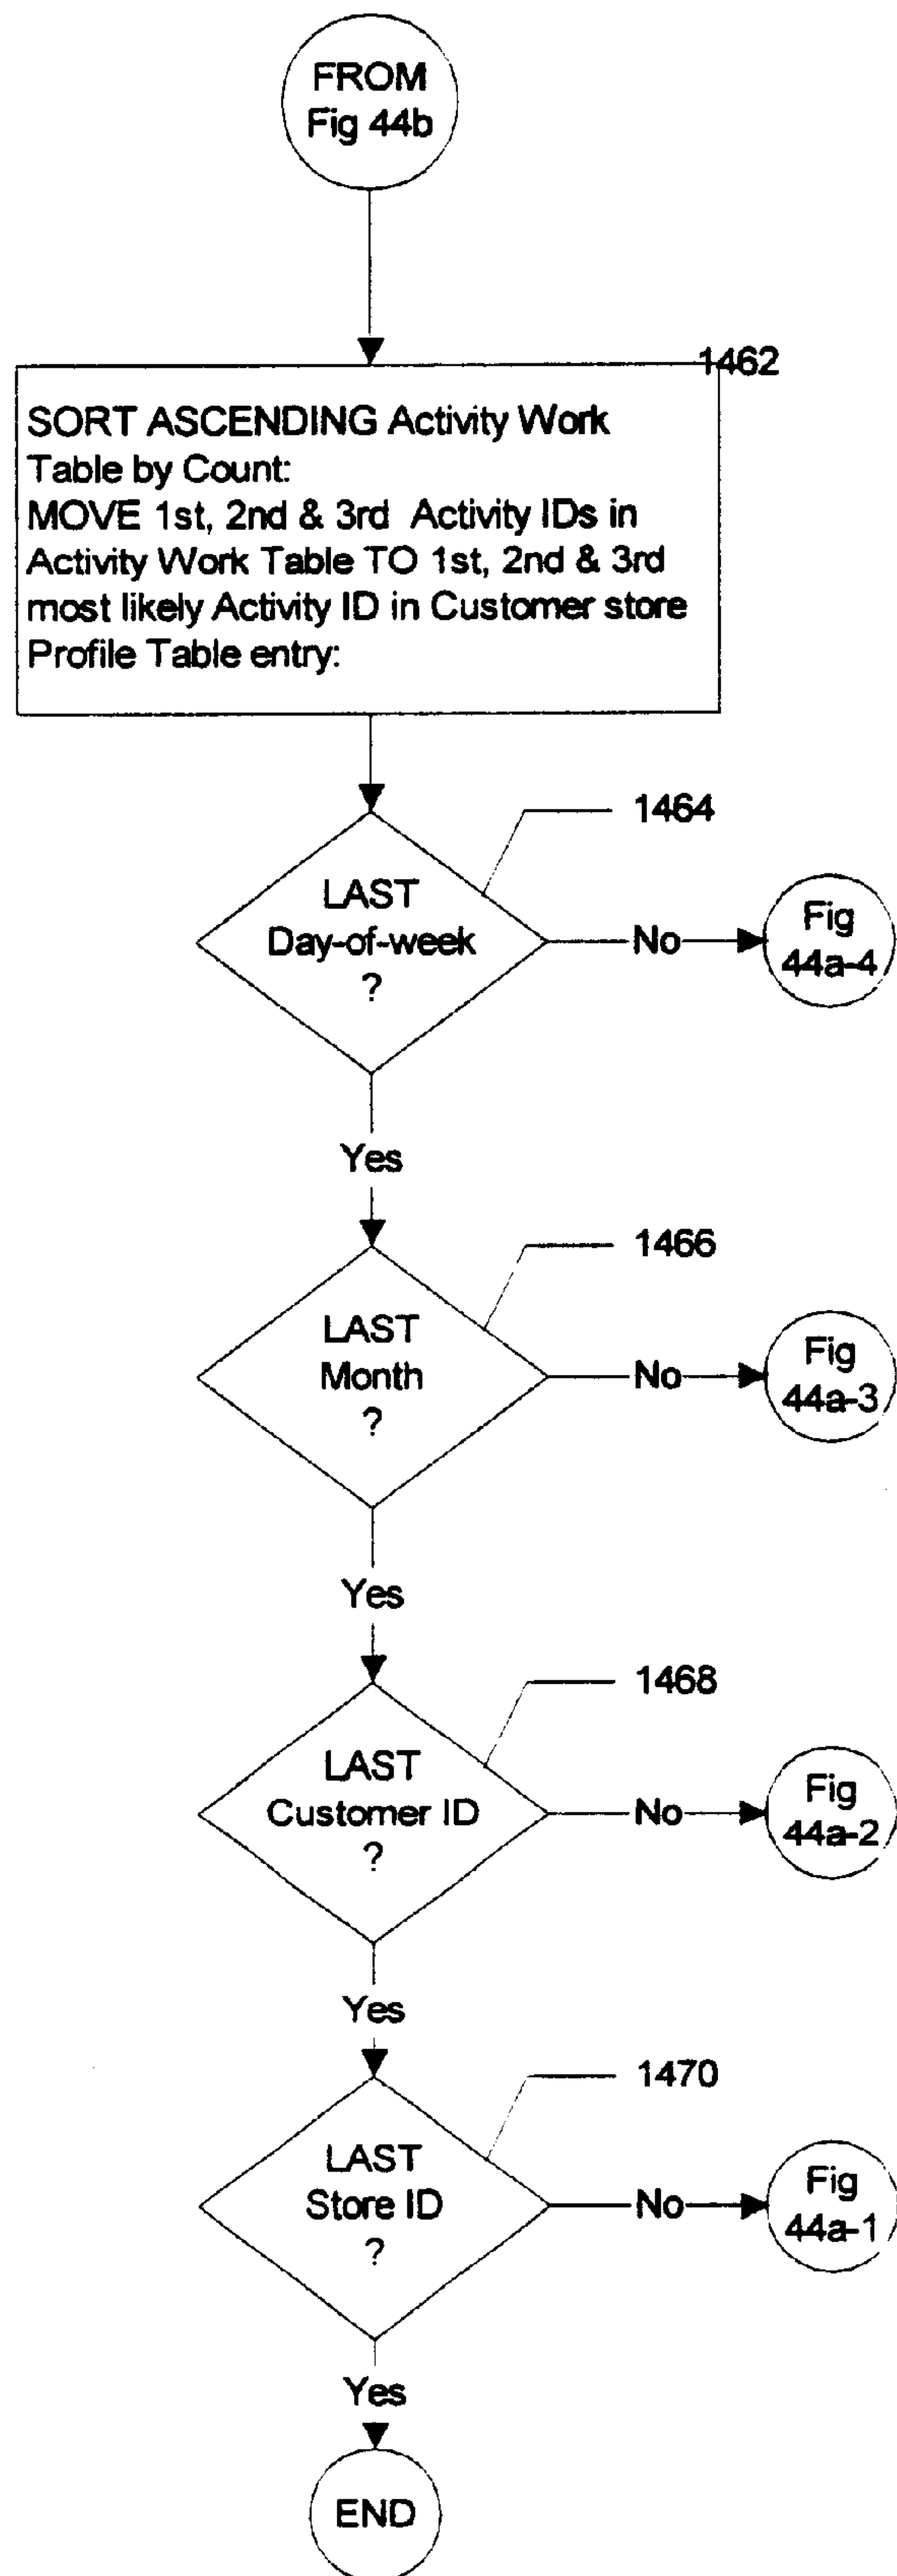 FROM
Fig 44b
1462
SORT ASCENDING Activity Work
Table by Count:
MOVE 1st, 2nd & 3rd Activity IDs in
Activity Work Table TO 1st, 2nd & 3rd
most likely Activity ID in Customer store
Profile Table entry:
1464
LAST
Day-of-week
?
No
Fig
44a-4
Yes
1466
LAST
Month
?
No
Fig
44a-3
Yes
1468
LAST
Customer ID
?
No
Fig
44a-2
Yes
1470
LAST
Store ID
?
No
Fig
44a-1
Yes
END